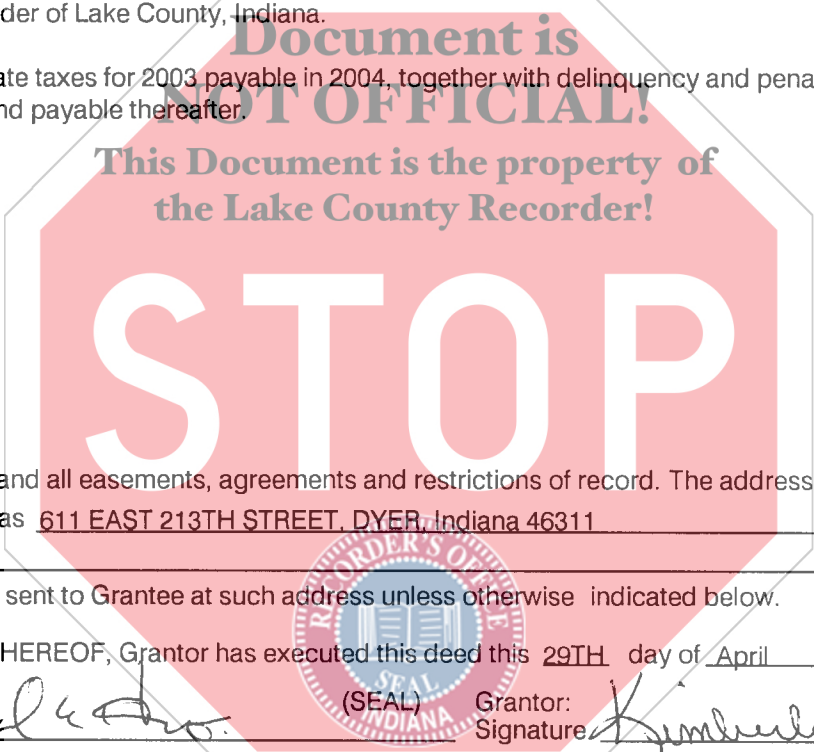 der of Lake County, Indiana.
Document is
ate taxes for 2003 payable in 2004, together with delinquency and pena
NOT OFFICIAL!
nd payable thereafter.
This Document is the property of
the Lake County Recorder!
STOP
and all easements, agreements and restrictions of record. The address
as 611 EAST 213TH STREET, DYER, Indiana 46311
RECORDER'S OFFICE
sent to Grantee at such address unless otherwise indicated below.
HEREOF, Grantor has executed this deed this 29TH day of April
SEAL
(SEAL) Grantor:
INDIANA
Signature Kimberl